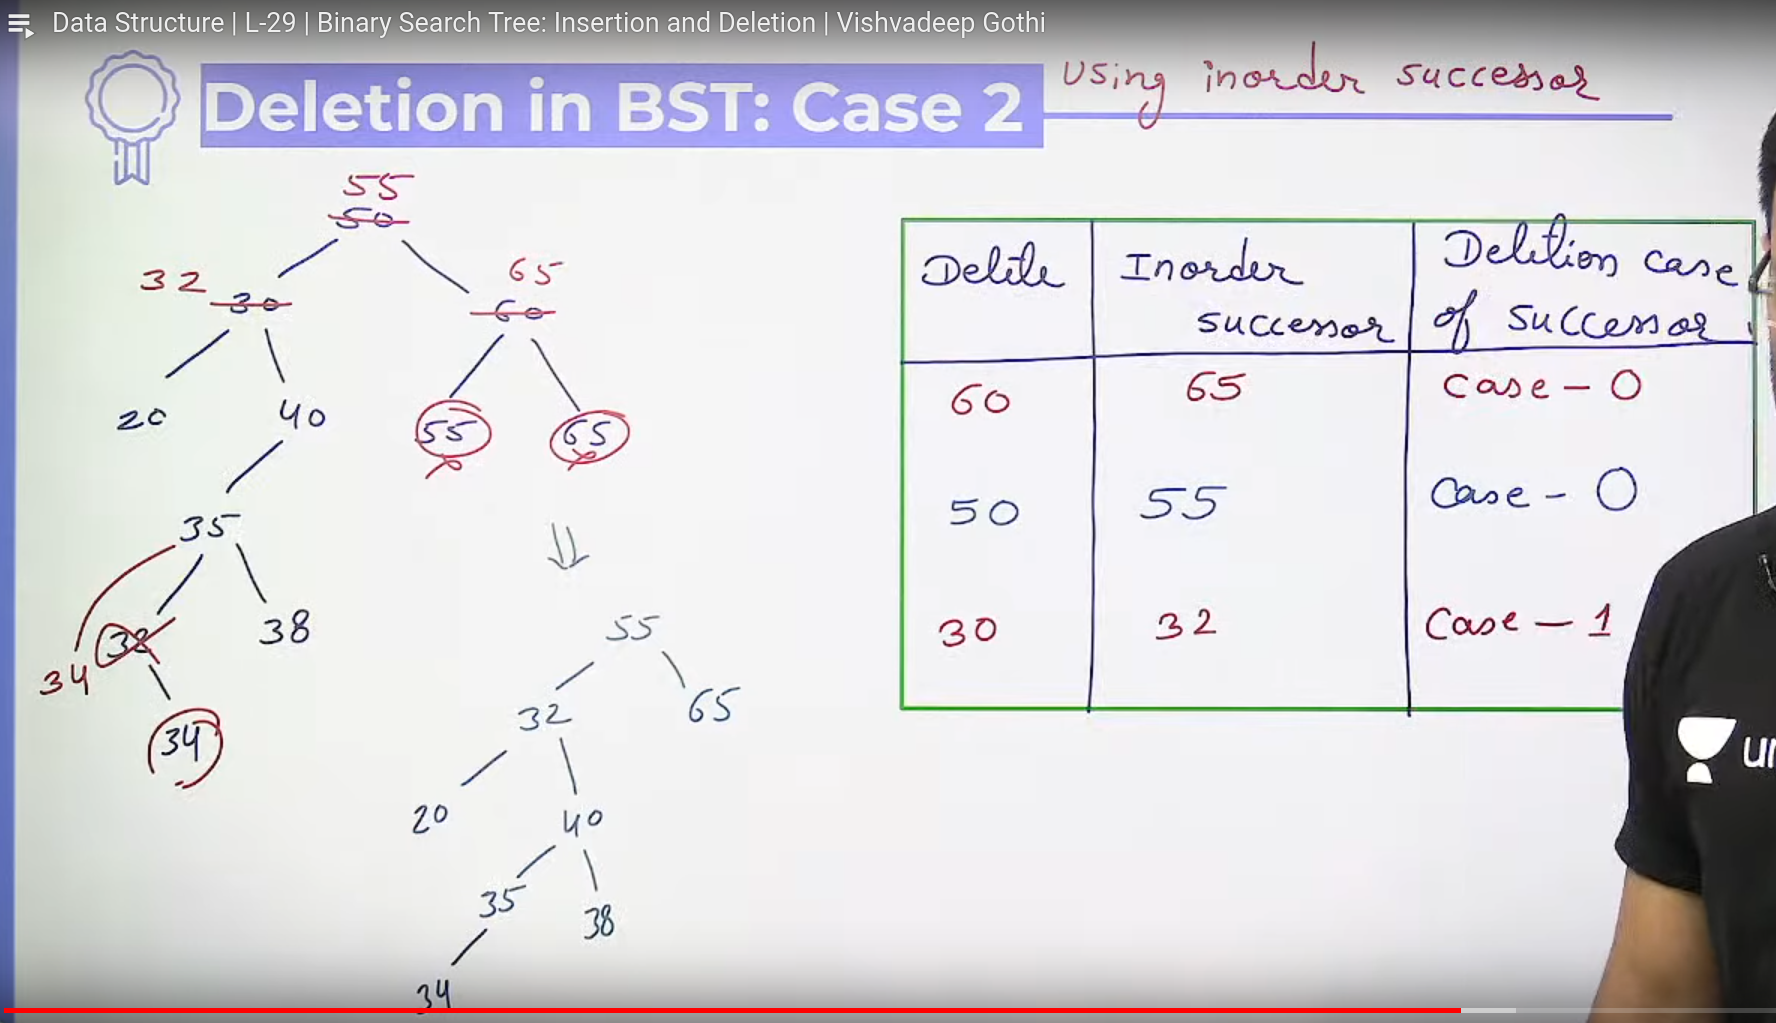 Data Structure | L-29 | Binary Search Tree: Insertion and Deletion | Vishvadeep Gothi
Deletion in BST: Case 2
Using inorder successor
55
50
32
30
65
60
20
40
55
65
35
34
32
38
34
55
32
65
20
40
35
38
34
Delete
Inorder
successor
Deletion case
of successor
60 65 case - 0
50 55 Case - 0
30 32 Case - 1